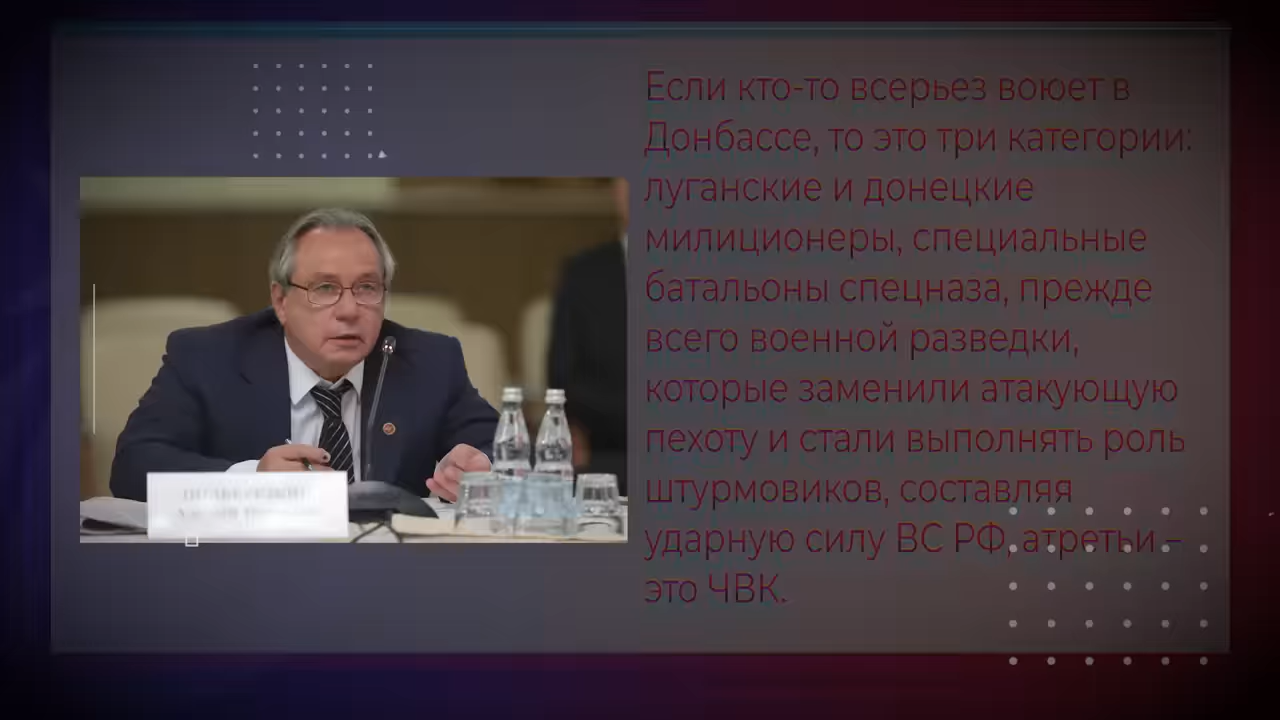 Если кто-то всерьез воюет в
Донбассе, то это три категории:
луганские и донецкие
милиционеры, специальные
батальоны спецназа, прежде
всего военной разведки,
которые заменили атакующую
пехоту и стали выполнять роль
штурмовиков, составляя
ударную силу ВС РФ, атретьи –
это ЧВК.